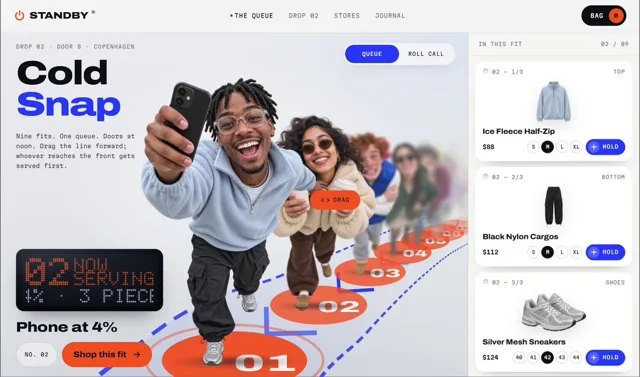 STANDBY®
THE QUEUE
DROP 02
STORES
JOURNAL
BAG 0
DROP 02 · DOOR B · COPENHAGEN
Cold
Snap
Nine fits. One queue. Doors at
noon. Drag the line forward;
whoever reaches the front gets
served first.
QUEUE
ROLL CALL
DRAG
01
02
03
04
05
02 NOW
SERVING
4% · 3 PIECE
Phone at 4%
NO. 02
Shop this fit →
IN THIS FIT
02 / 09
02 — 1/3
TOP
Ice Fleece Half-Zip
$88
S M L XL
+ HOLD
02 — 2/3
BOTTOM
Black Nylon Cargos
$112
S M L XL
+ HOLD
02 — 3/3
SHOES
Silver Mesh Sneakers
$124
40 41 42 43 44
+ HOLD